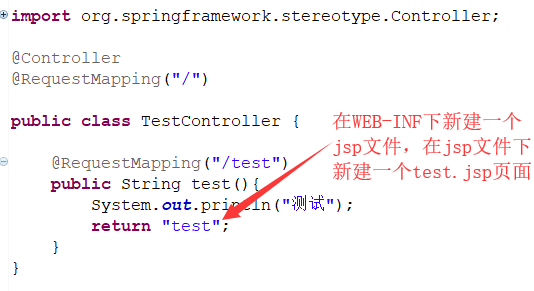 import org.springframework.stereotype.Controller;
@Controller
@RequestMapping("/")
public class TestController {
在WEB-INF下新建一个
jsp文件，在jsp文件下
新建一个test.jsp页面
@RequestMapping("/test")
public String test(){
System.out.println("测试");
return "test";
}
}